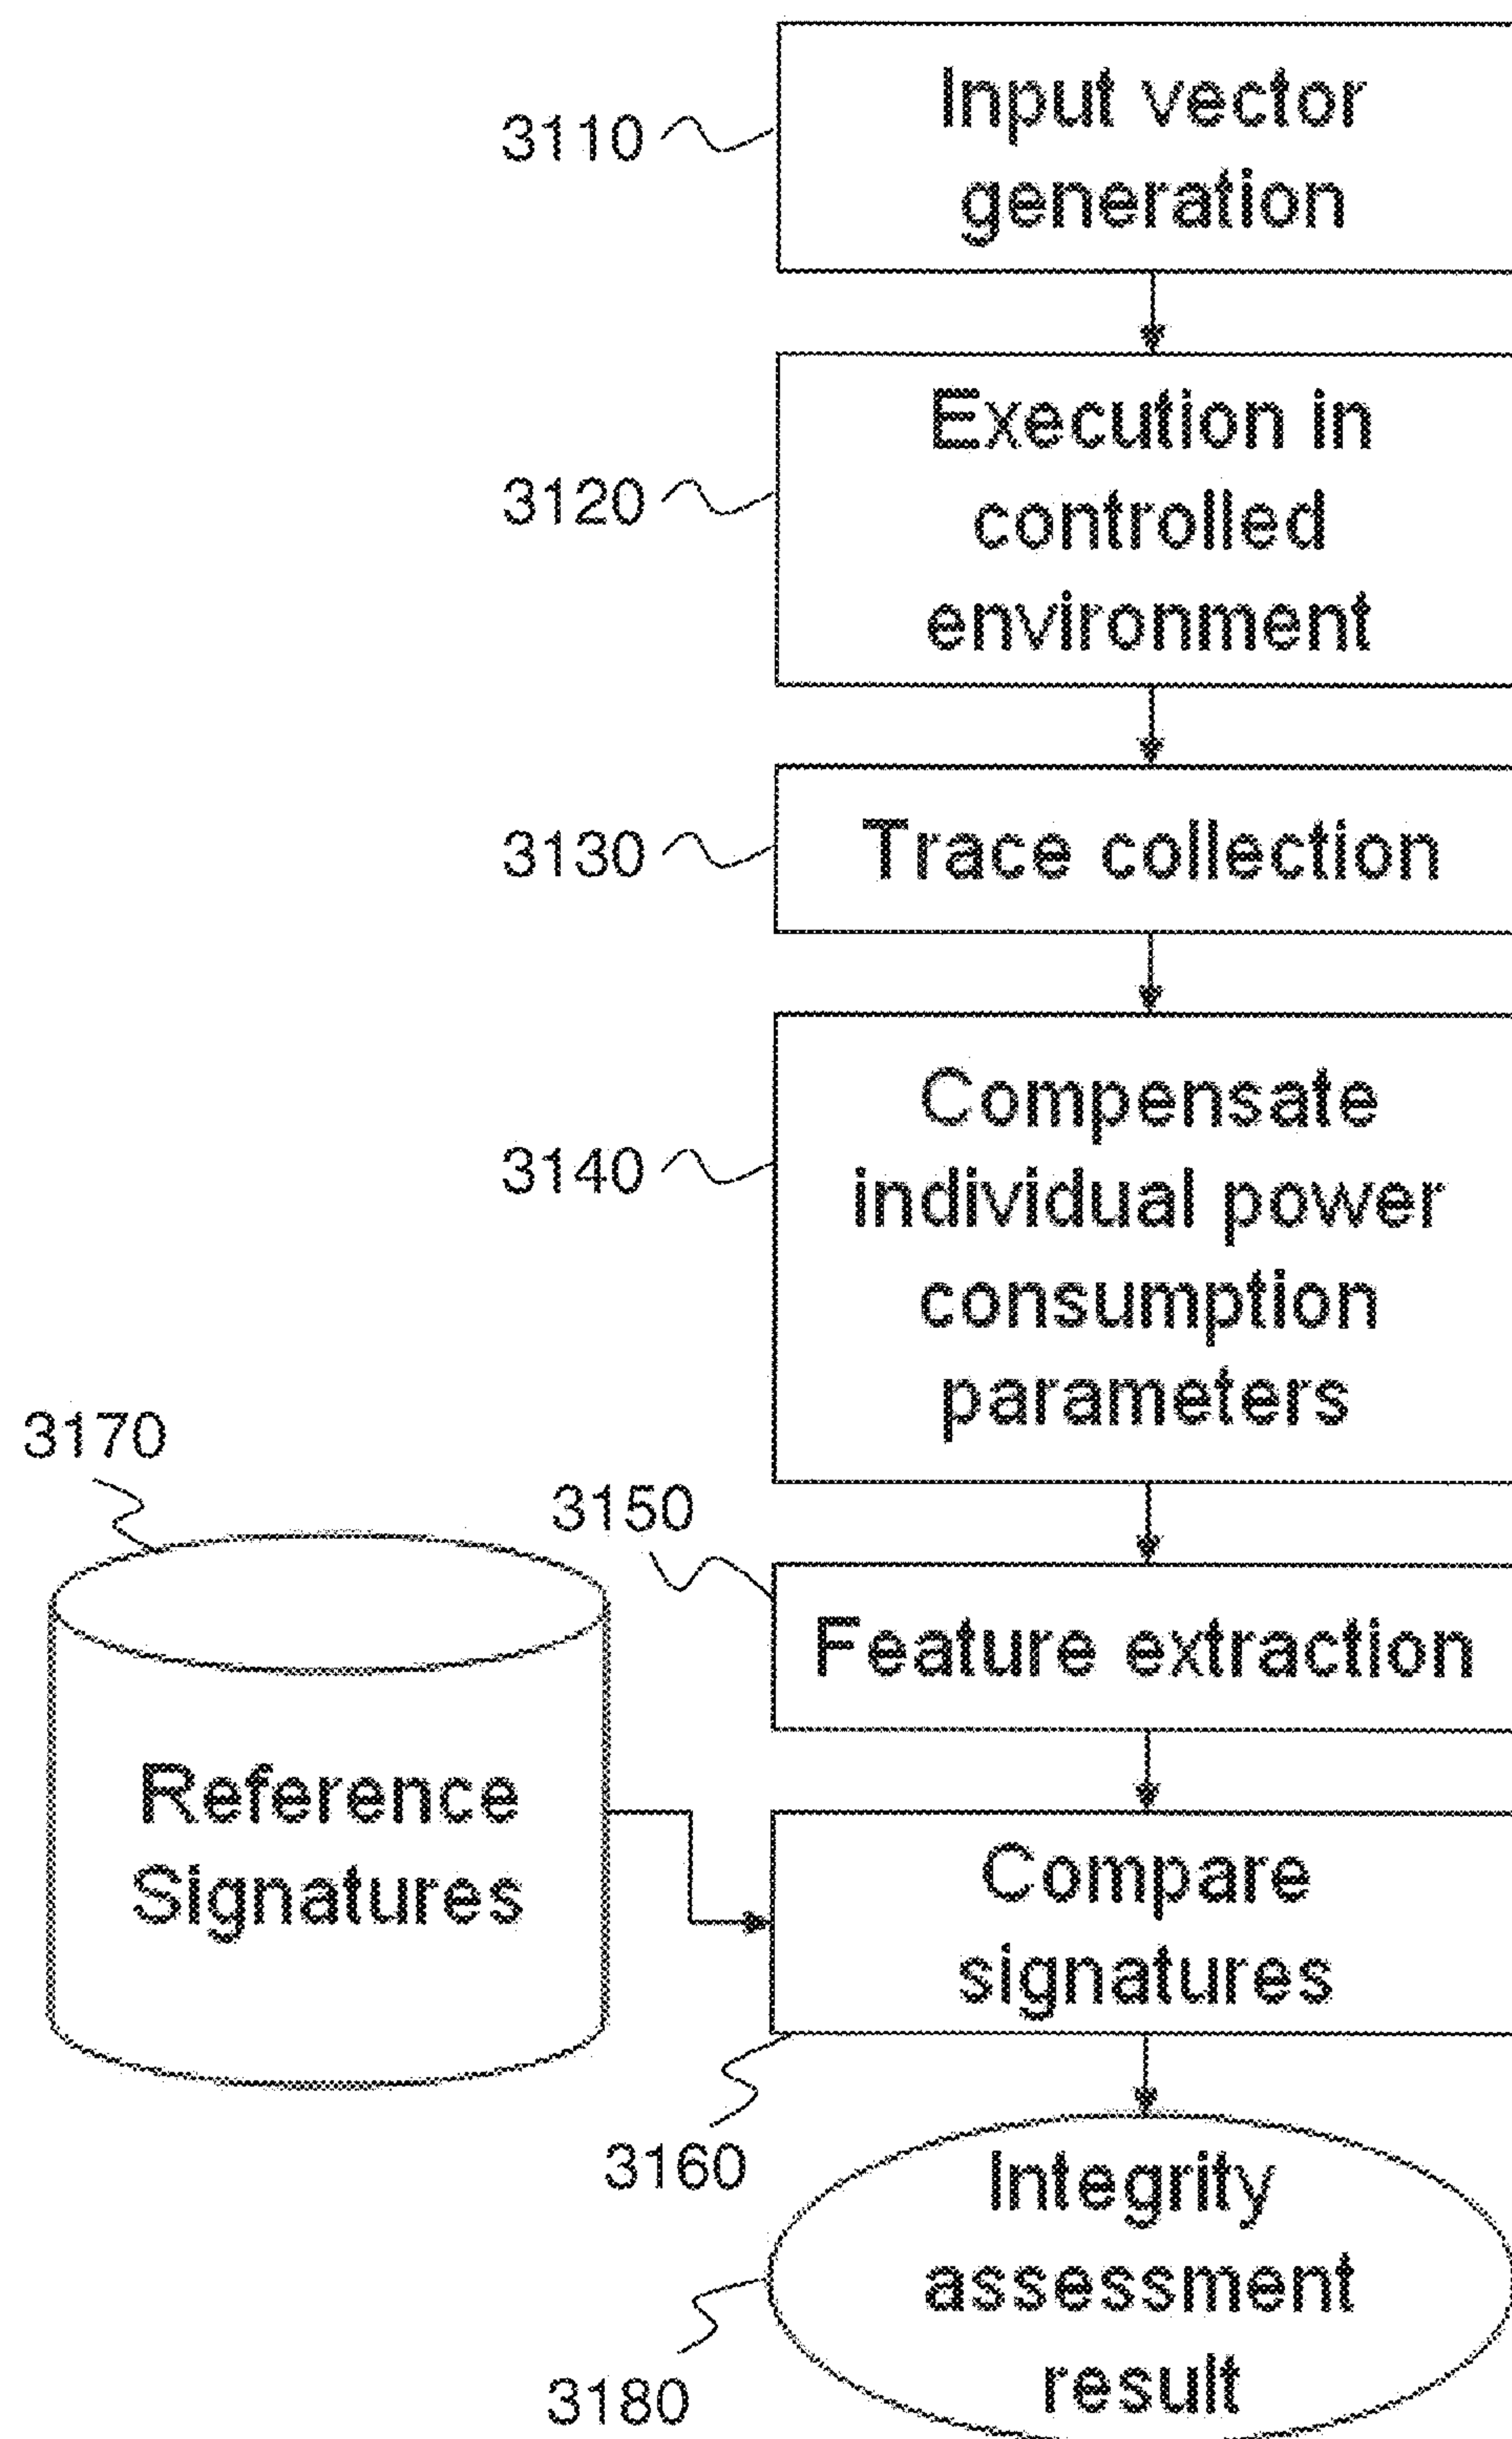 3110
Input vector
generation
3120
Execution in
controlled
environment
3130
Trace collection
3140
Compensate
individual power
consumption
parameters
3170
3150
Feature extraction
Reference
Signatures
Compare
signatures
3160
Integrity
assessment
result
3180